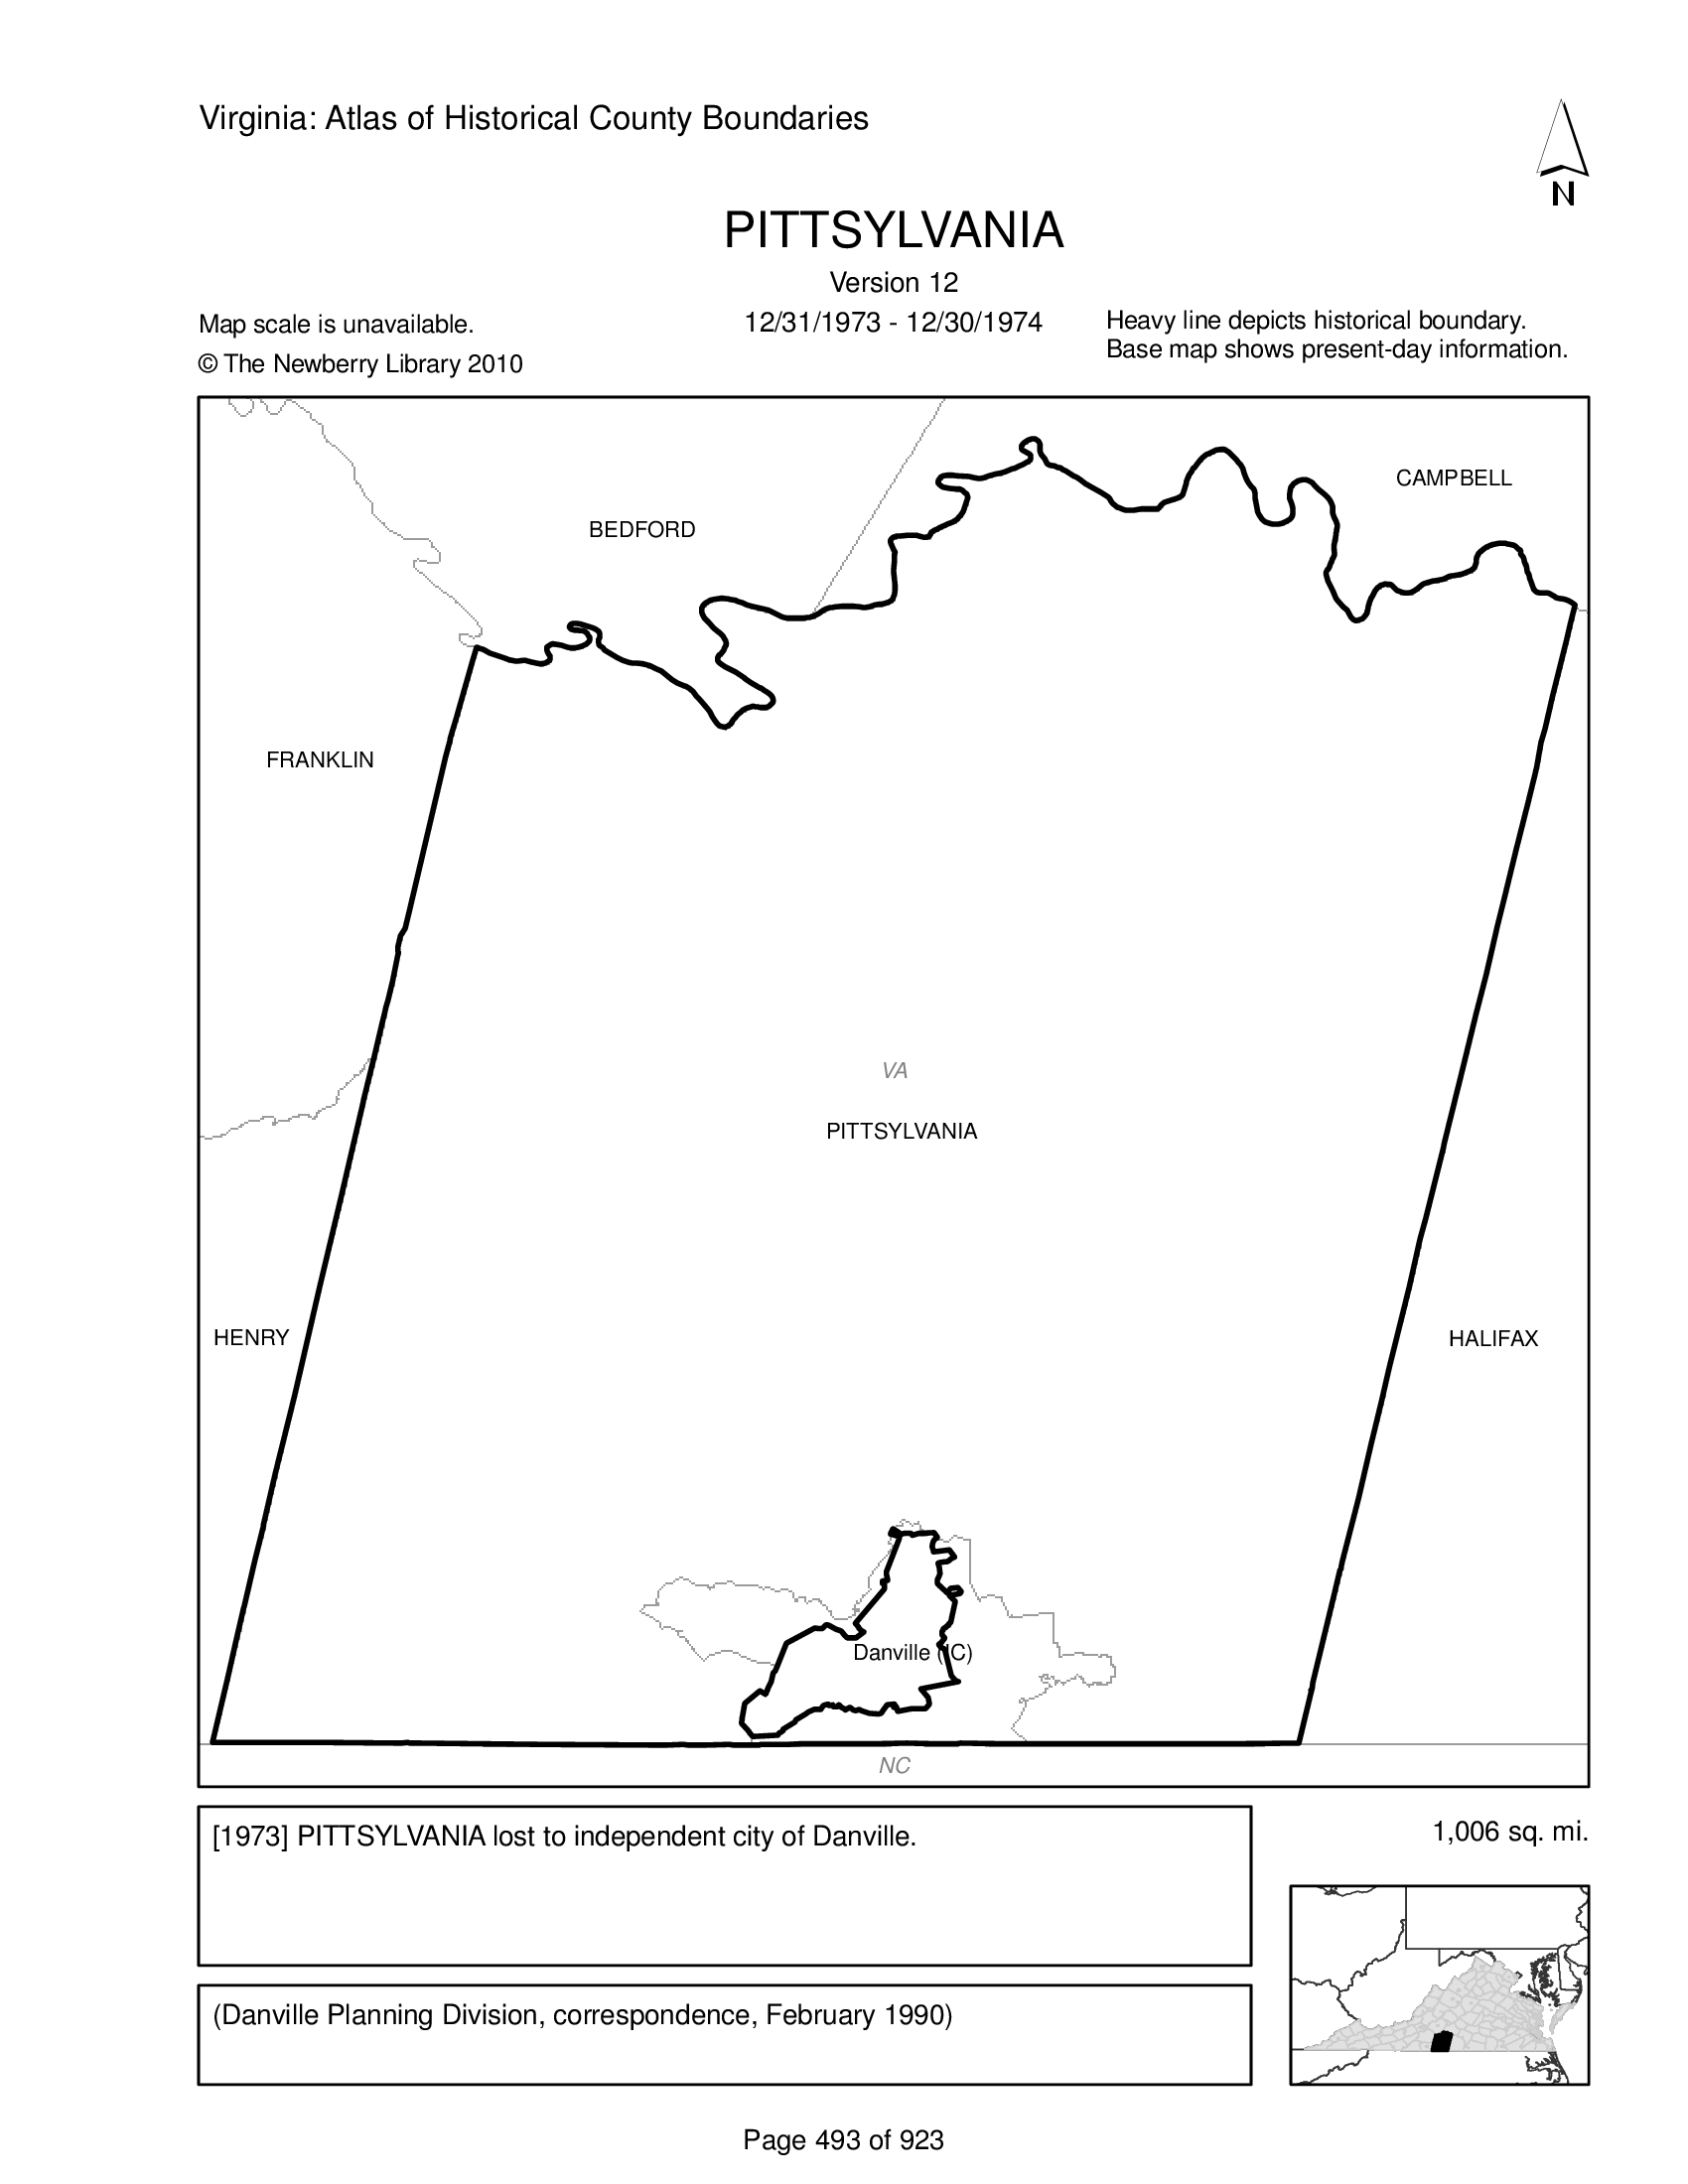 Virginia: Atlas of Historical County Boundaries
N
PITTSYLVANIA
Version 12
12/31/1973 - 12/30/1974
Map scale is unavailable.
© The Newberry Library 2010
Heavy line depicts historical boundary.
Base map shows present-day information.
CAMPBELL
BEDFORD
FRANKLIN
VA
PITTSYLVANIA
HENRY
HALIFAX
Danville (IC)
NC
[1973] PITTSYLVANIA lost to independent city of Danville.
1,006 sq. mi.
(Danville Planning Division, correspondence, February 1990)
Page 493 of 923